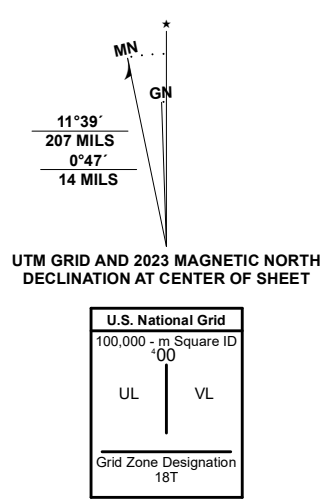 MN
GN
11°39´
207 MILS
0°47´
14 MILS
UTM GRID AND 2023 MAGNETIC NORTH
DECLINATION AT CENTER OF SHEET
U.S. National Grid
100,000 - m Square ID
⁴00
UL VL
Grid Zone Designation
18T